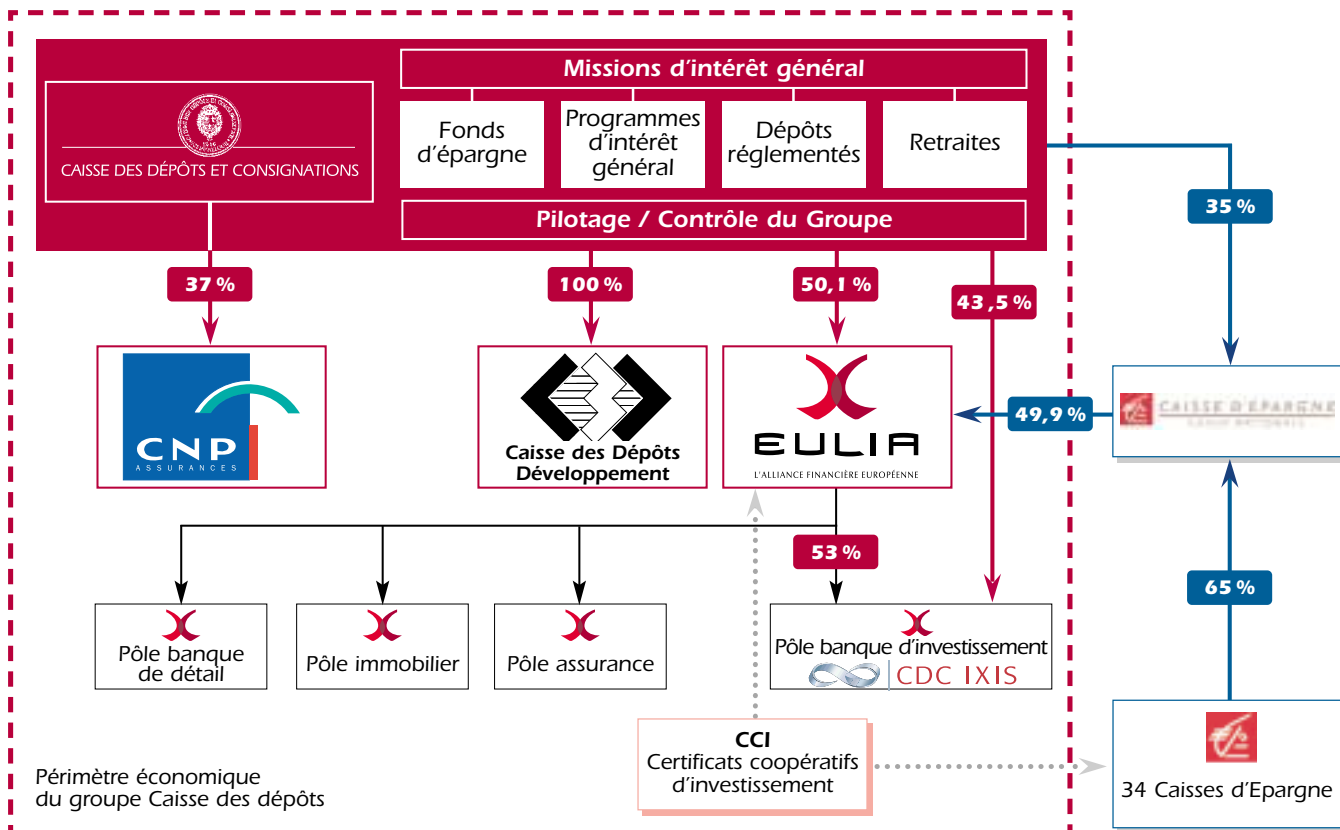 Missions d'intérêt général
CAISSE DES DÉPÔTS ET CONSIGNATIONS
Fonds
d'épargne
Programmes
d'intérêt
général
Dépôts
réglementés
Retraites
Pilotage / Contrôle du Groupe
35 %
37 %
100 %
50,1 %
43,5 %
CNP
ASSURANCES
Caisse des Dépôts
Développement
EULIA
L'ALLIANCE FINANCIÈRE EUROPÉENNE
49,9 %
CAISSE D'EPARGNE
53 %
65 %
Pôle banque
de détail
Pôle immobilier
Pôle assurance
Pôle banque d'investissement
CDC IXIS
CCI
Certificats coopératifs
d'investissement
34 Caisses d'Epargne
Périmètre économique
du groupe Caisse des dépôts